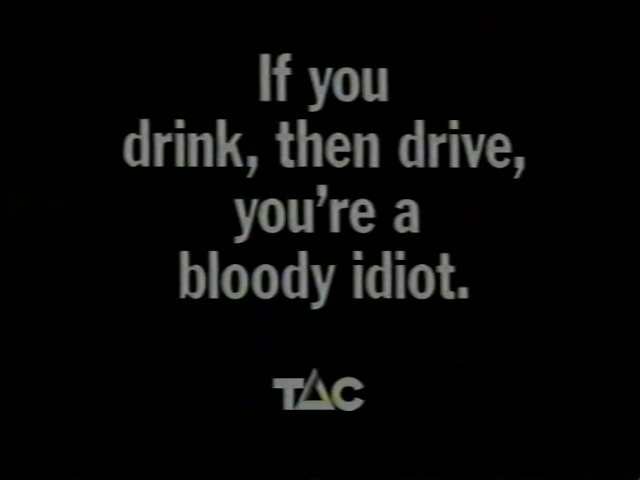 If you
drink, then drive,
you're a
bloody idiot.
TAC